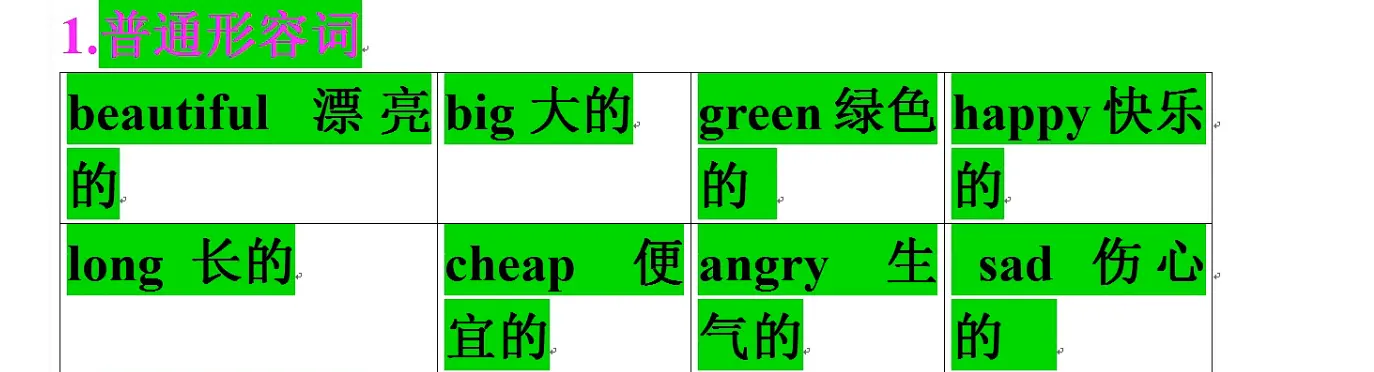 1.普通形容词
beautiful 漂亮的
big 大的
green 绿色的
happy 快乐的
long 长的
cheap 便宜的
angry 生气的
sad 伤心的